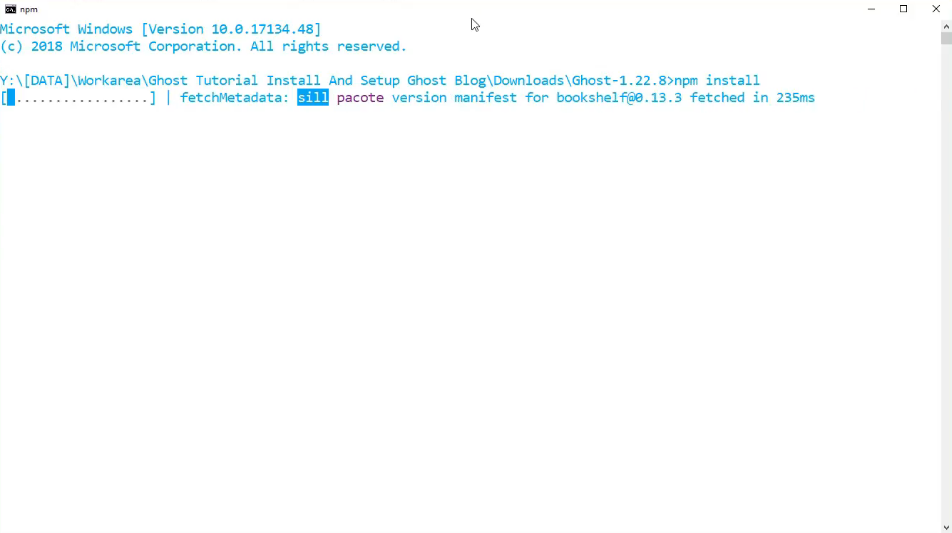 npm
Microsoft Windows [Version 10.0.17134.48]
(c) 2018 Microsoft Corporation. All rights reserved.
Y:\[DATA]\Workarea\Ghost Tutorial Install And Setup Ghost Blog\Downloads\Ghost-1.22.8>npm install
[ .................] | fetchMetadata: sill pacote version manifest for bookshelf@0.13.3 fetched in 235ms